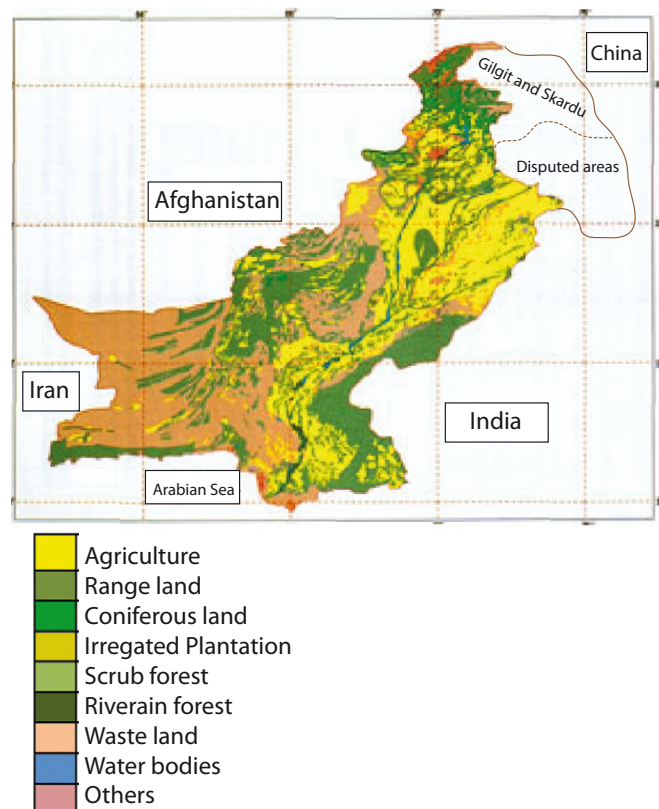 China
Gilgit and Skardu
Disputed areas
Afghanistan
Iran
India
Arabian Sea
Agriculture
Range land
Coniferous land
Irregated Plantation
Scrub forest
Riverain forest
Waste land
Water bodies
Others